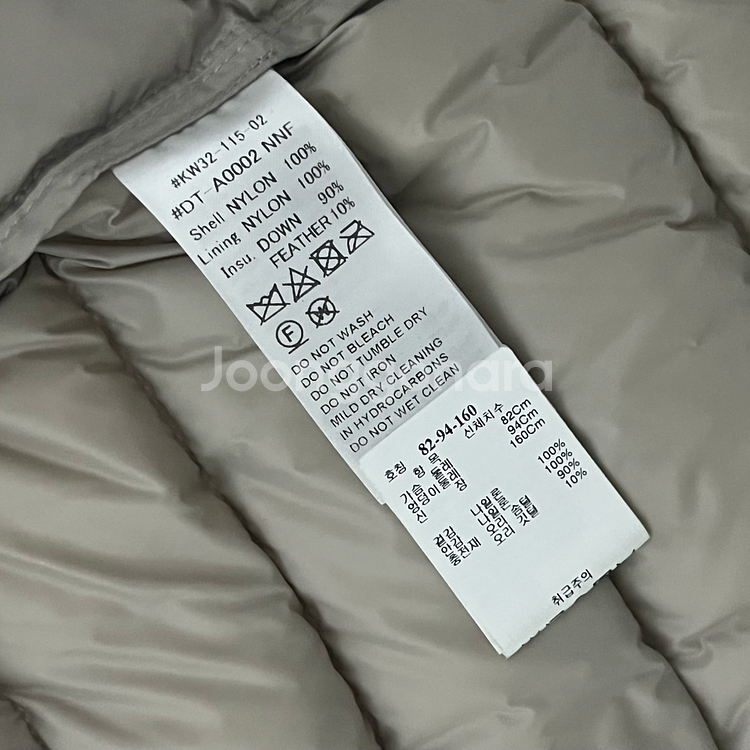 #KW32-115-02
#DT-A0002 NNF
Shell NYLON 100%
Lining NYLON 100%
Insu. DOWN 90%
FEATHER 10%
F
W
DO NOT WASH
DO NOT BLEACH
DO NOT TUMBLE DRY
DO NOT IRON
MILD DRY CLEANING
IN HYDROCARBONS
DO NOT WET CLEAN
호칭 82-94-160
신체치수
82Cm
94Cm
160Cm
100%
100%
90%
10%
취급주의